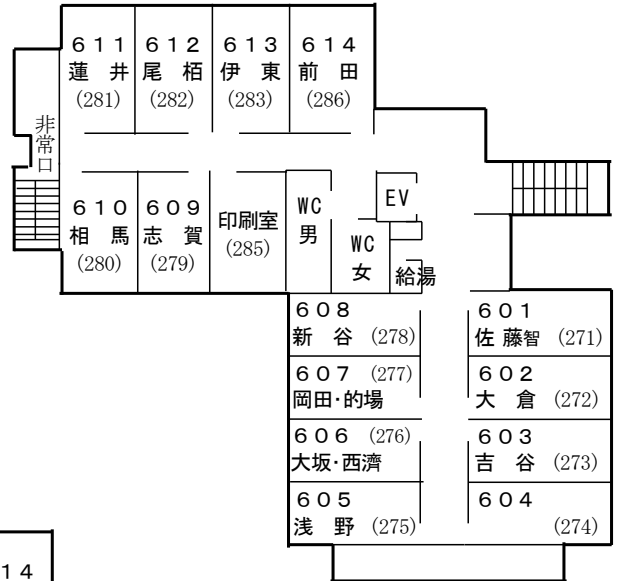 ６１１ ６１２ ６１３ ６１４
蓮 井 尾 栢 伊 東 前 田
(281) (282) (283) (286)
非常口
６１０ ６０９ 印刷室 WC EV
相 馬 志 賀 (285) 男 WC
(280) (279) 女 給湯
６０８ ６０１
新 谷 (278) 佐 藤智 (271)
６０７ (277) ６０２
岡田･的場 大 倉 (272)
６０６ (276) ６０３
大坂･西濟 吉 谷 (273)
６０５ ６０４
浅 野 (275) (274)
１４